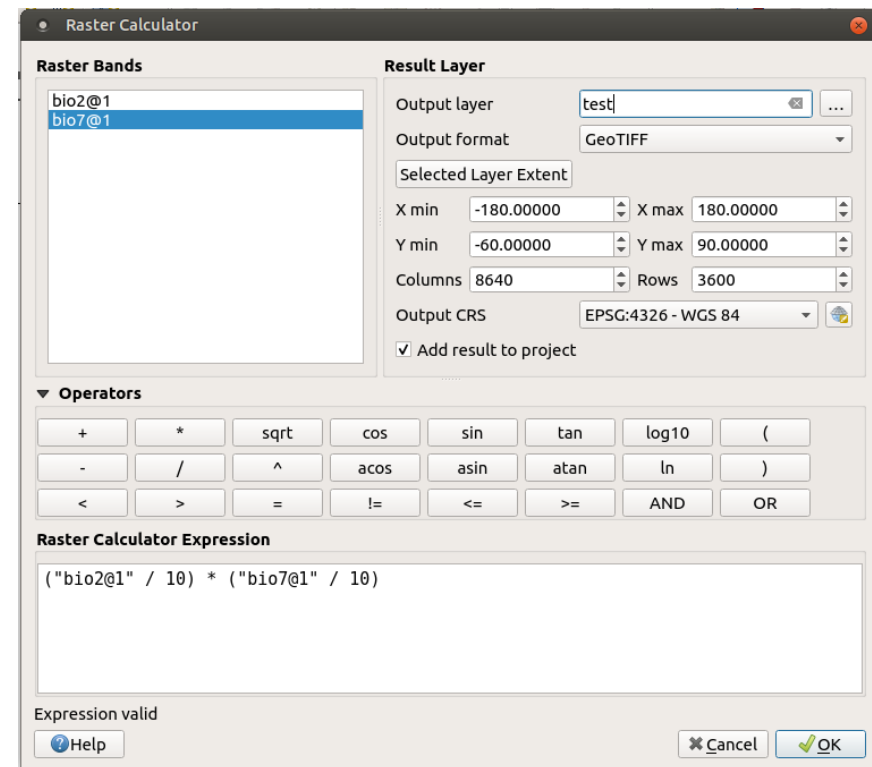 Raster Calculator
Raster Bands
bio2@1
bio7@1
Result Layer
Output layer test ...
Output format GeoTIFF
Selected Layer Extent
X min -180.00000 X max 180.00000
Y min -60.00000 Y max 90.00000
Columns 8640 Rows 3600
Output CRS EPSG:4326 - WGS 84
Add result to project
Operators
+ * sqrt cos sin tan log10 (
- / ^ acos asin atan ln )
< > = != <= >= AND OR
Raster Calculator Expression
("bio2@1" / 10) * ("bio7@1" / 10)
Expression valid
Help Cancel OK